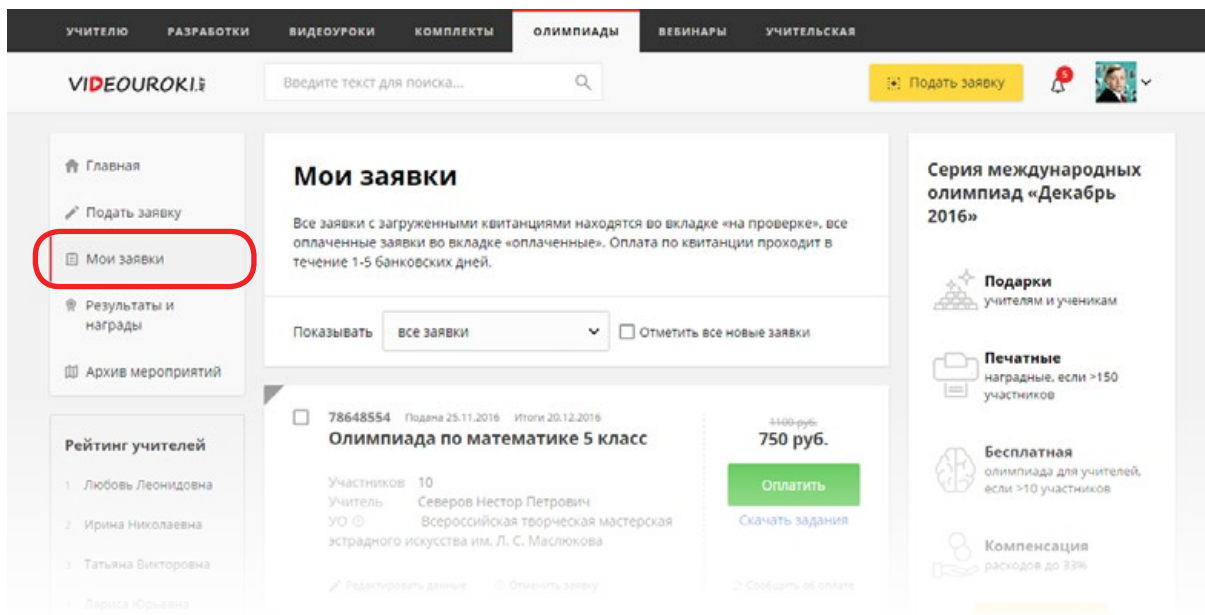 УЧИТЕЛЮ РАЗРАБОТКИ ВИДЕОУРОКИ КОМПЛЕКТЫ ОЛИМПИАДЫ ВЕБИНАРЫ УЧИТЕЛЬСКАЯ
VIDEOUROKI.NET
Введите текст для поиска...
Подать заявку
5
Главная
Подать заявку
Мои заявки
Результаты и
награды
Архив мероприятий
Рейтинг учителей
1 Любовь Леонидовна
2 Ирина Николаевна
3 Татьяна Викторовна
4 Лариса Юрьевна
Мои заявки
Все заявки с загруженными квитанциями находятся во вкладке «на проверке», все
оплаченные заявки во вкладке «оплаченные». Оплата по квитанции проходит в
течение 1-5 банковских дней.
Показывать все заявки Отметить все новые заявки
78648554 Подана 25.11.2016 Итоги 20.12.2016
Олимпиада по математике 5 класс
Участников 10
Учитель Северов Нестор Петрович
УО Всероссийская творческая мастерская
эстрадного искусства им. Л. С. Маслюкова
Редактировать данные Отменить заявку
1100 руб.
750 руб.
Оплатить
Скачать задания
Сообщить об оплате
Серия международных
олимпиад «Декабрь
2016»
Подарки
учителям и ученикам
Печатные
наградные, если >150
участников
Бесплатная
олимпиада для учителей,
если >10 участников
Компенсация
расходов до 33%